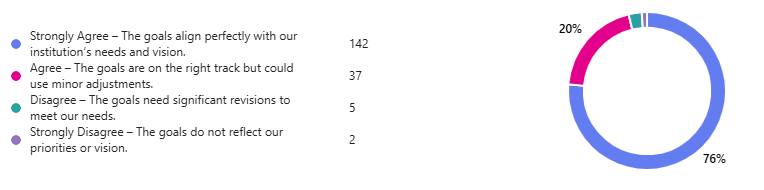 Strongly Agree – The goals align perfectly with our
institution's needs and vision.
142
Agree – The goals are on the right track but could
use minor adjustments.
37
Disagree – The goals need significant revisions to
meet our needs.
5
Strongly Disagree – The goals do not reflect our
priorities or vision.
2
20%
76%